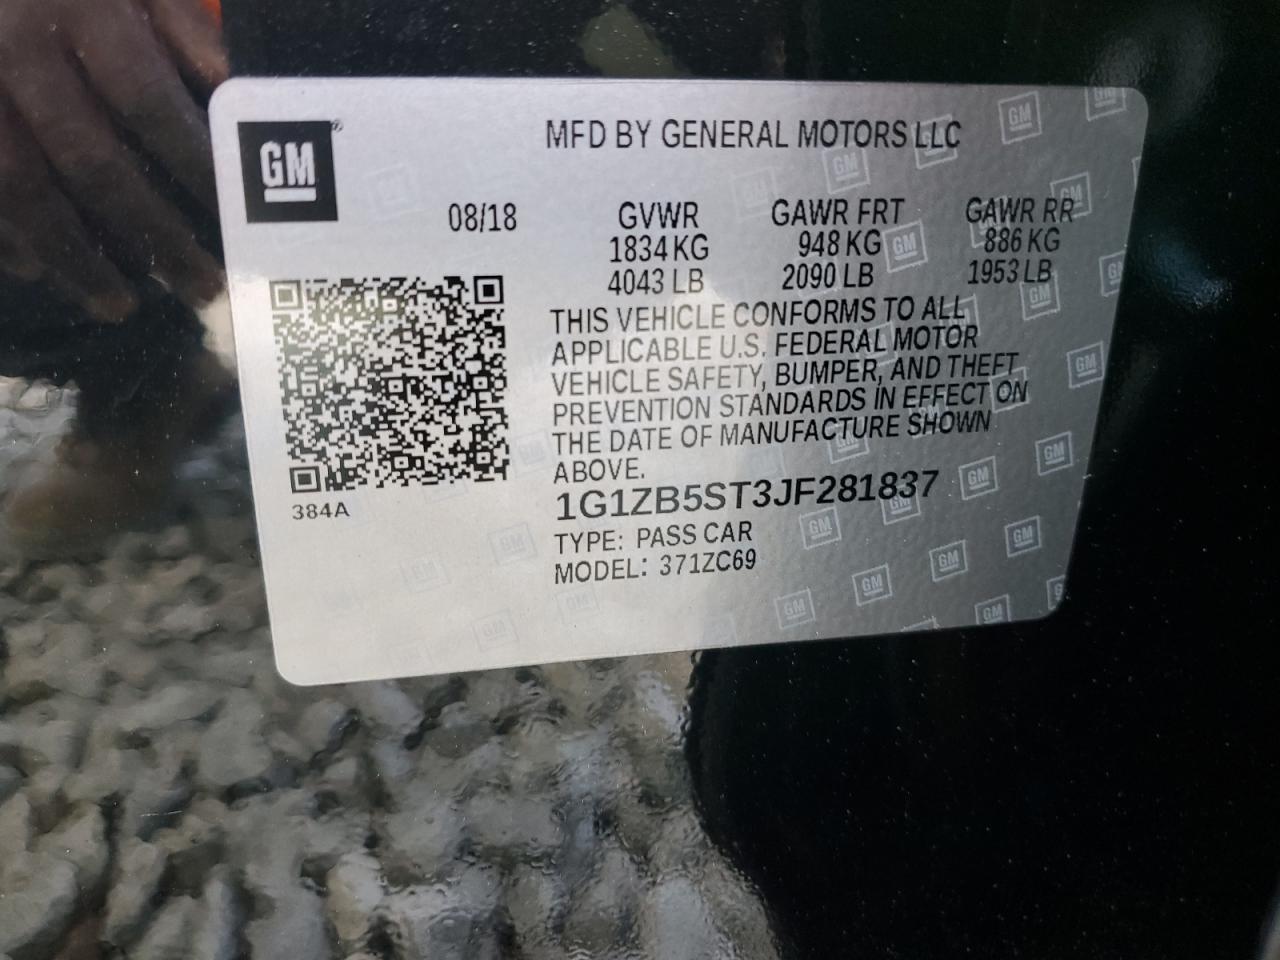 GM
MFD BY GENERAL MOTORS LLC
08/18 GVWR GAWR FRT GAWR RR
1834 KG 948 KG 886 KG
4043 LB 2090 LB 1953 LB
THIS VEHICLE CONFORMS TO ALL
APPLICABLE U.S. FEDERAL MOTOR
VEHICLE SAFETY, BUMPER, AND THEFT
PREVENTION STANDARDS IN EFFECT ON
THE DATE OF MANUFACTURE SHOWN
ABOVE.
1G1ZB5ST3JF281837
TYPE: PASS CAR
MODEL: 371ZC69
384A